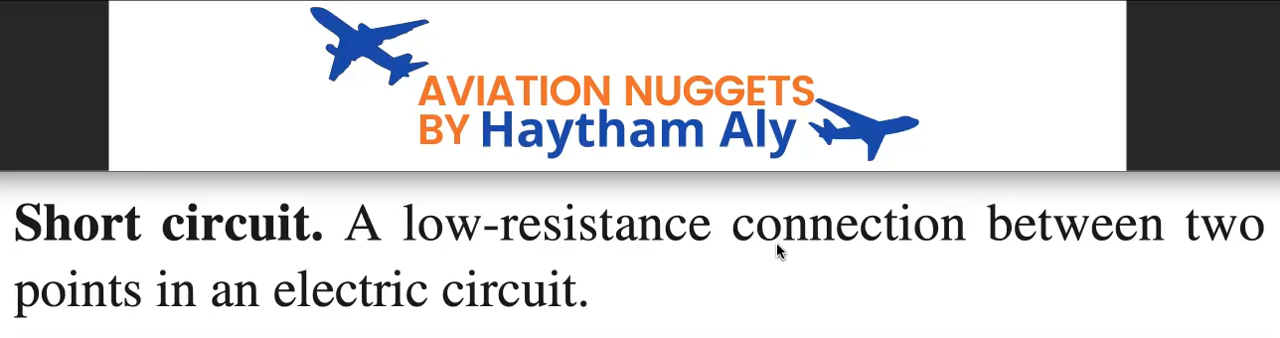 AVIATION NUGGETS
BY Haytham Aly
Short circuit. A low-resistance connection between two
points in an electric circuit.